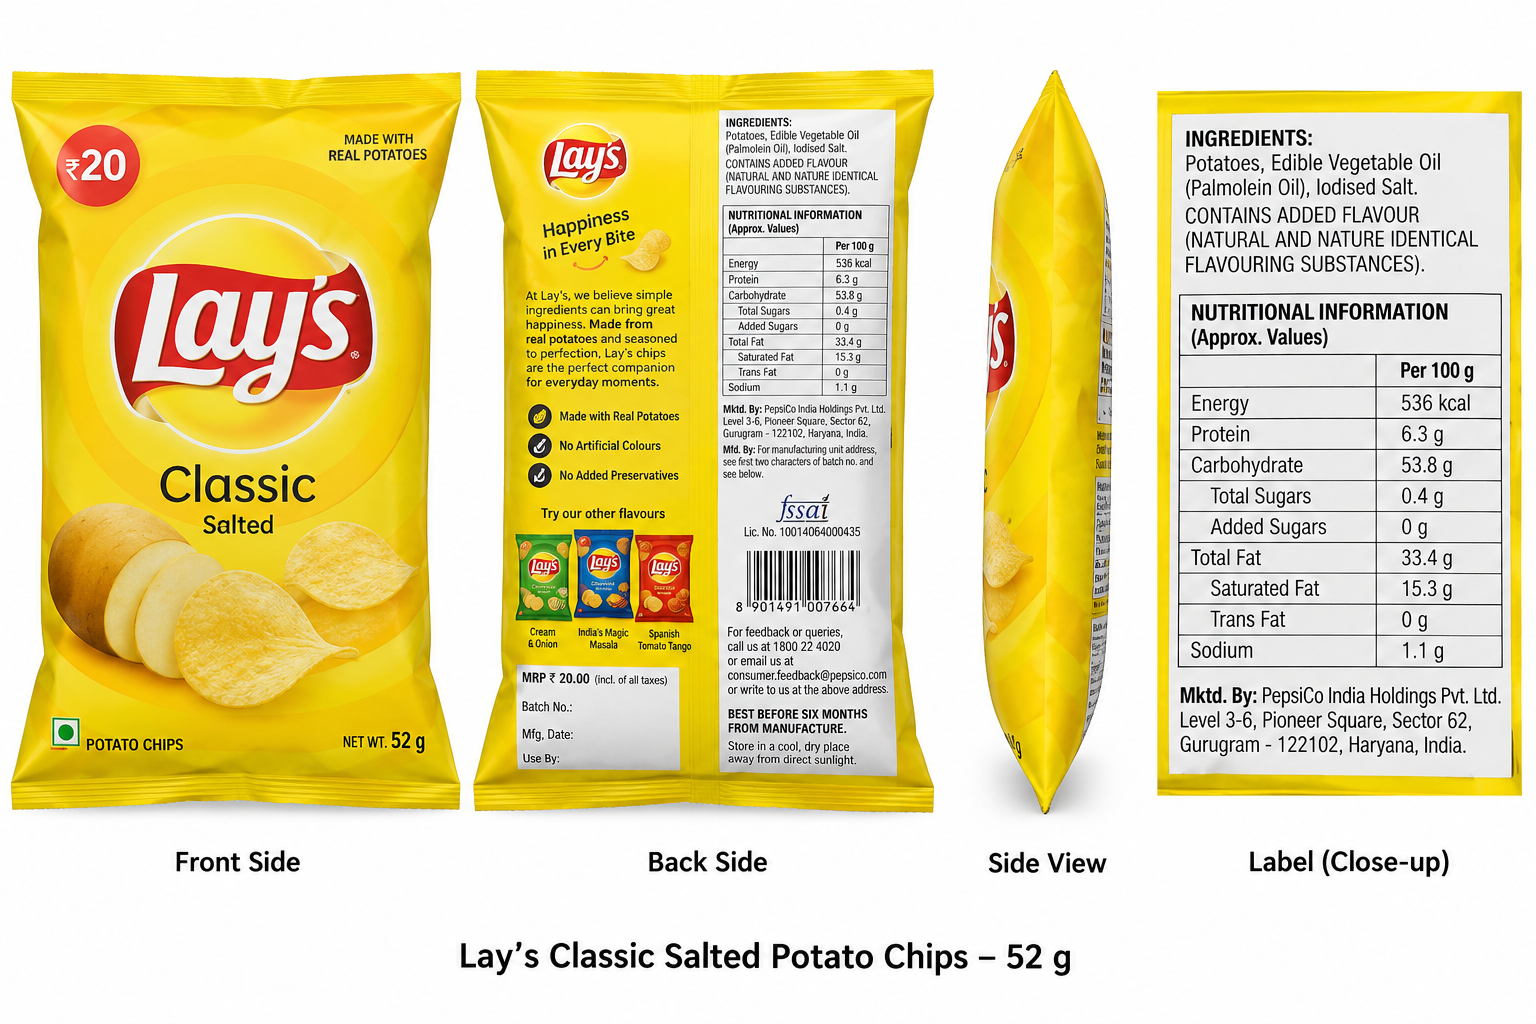 ₹20
MADE WITH
REAL POTATOES
Lay's
Classic
Salted
POTATO CHIPS
NET WT. 52 g
Lay's
Happiness
in Every Bite
At Lay's, we believe simple
ingredients can bring great
happiness. Made from
real potatoes and seasoned
to perfection, Lay's chips
are the perfect companion
for everyday moments.
Made with Real Potatoes
No Artificial Colours
No Added Preservatives
Try our other flavours
Lay's
Lay's
Lay's
Cream
& Onion
India's Magic
Masala
Spanish
Tomato Tango
MRP ₹ 20.00 (incl. of all taxes)
Batch No.:
Mfg, Date:
Use By:
INGREDIENTS:
Potatoes, Edible Vegetable Oil
(Palmolein Oil), Iodised Salt.
CONTAINS ADDED FLAVOUR
(NATURAL AND NATURE IDENTICAL
FLAVOURING SUBSTANCES).
NUTRITIONAL INFORMATION
(Approx. Values)
Per 100 g
Energy 536 kcal
Protein 6.3 g
Carbohydrate 53.8 g
Total Sugars 0.4 g
Added Sugars 0 g
Total Fat 33.4 g
Saturated Fat 15.3 g
Trans Fat 0 g
Sodium 1.1 g
Mktd. By: PepsiCo India Holdings Pvt. Ltd.
Level 3-6, Pioneer Square, Sector 62,
Gurugram - 122102, Haryana, India.
Mfd. By: For manufacturing unit address,
see first two characters of batch no. and
see below.
fssai
Lic. No. 10014064000435
8 901491 007664
For feedback or queries,
call us at 1800 22 4020
or email us at
consumer.feedback@pepsico.com
or write to us at the above address.
BEST BEFORE SIX MONTHS
FROM MANUFACTURE.
Store in a cool, dry place
away from direct sunlight.
INGREDIENTS:
Potatoes, Edible Vegetable Oil
(Palmolein Oil), Iodised Salt.
CONTAINS ADDED FLAVOUR
(NATURAL AND NATURE IDENTICAL
FLAVOURING SUBSTANCES).
NUTRITIONAL INFORMATION
(Approx. Values)
Per 100 g
Energy 536 kcal
Protein 6.3 g
Carbohydrate 53.8 g
Total Sugars 0.4 g
Added Sugars 0 g
Total Fat 33.4 g
Saturated Fat 15.3 g
Trans Fat 0 g
Sodium 1.1 g
Mktd. By: PepsiCo India Holdings Pvt. Ltd.
Level 3-6, Pioneer Square, Sector 62,
Gurugram - 122102, Haryana, India.
Front Side
Back Side
Side View
Label (Close-up)
Lay's Classic Salted Potato Chips – 52 g